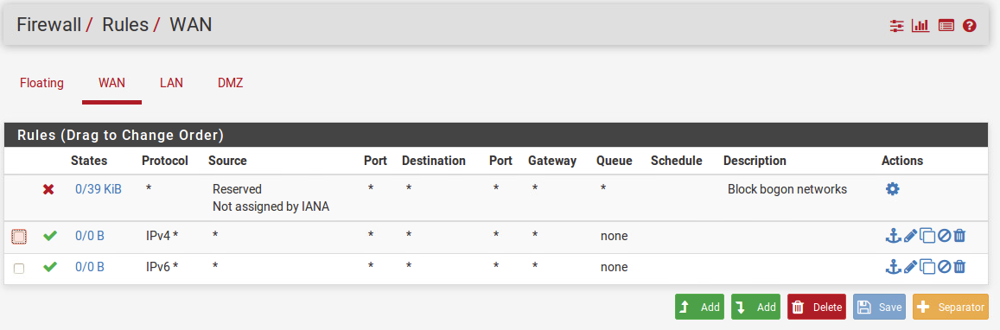 Firewall / Rules / WAN
Floating WAN LAN DMZ
Rules (Drag to Change Order)
States Protocol Source Port Destination Port Gateway Queue Schedule Description Actions
0/39 KiB * Reserved * * * * * Block bogon networks
Not assigned by IANA
0/0 B IPv4 * * * * * * none
0/0 B IPv6 * * * * * * none
Add Add Delete Save Separator